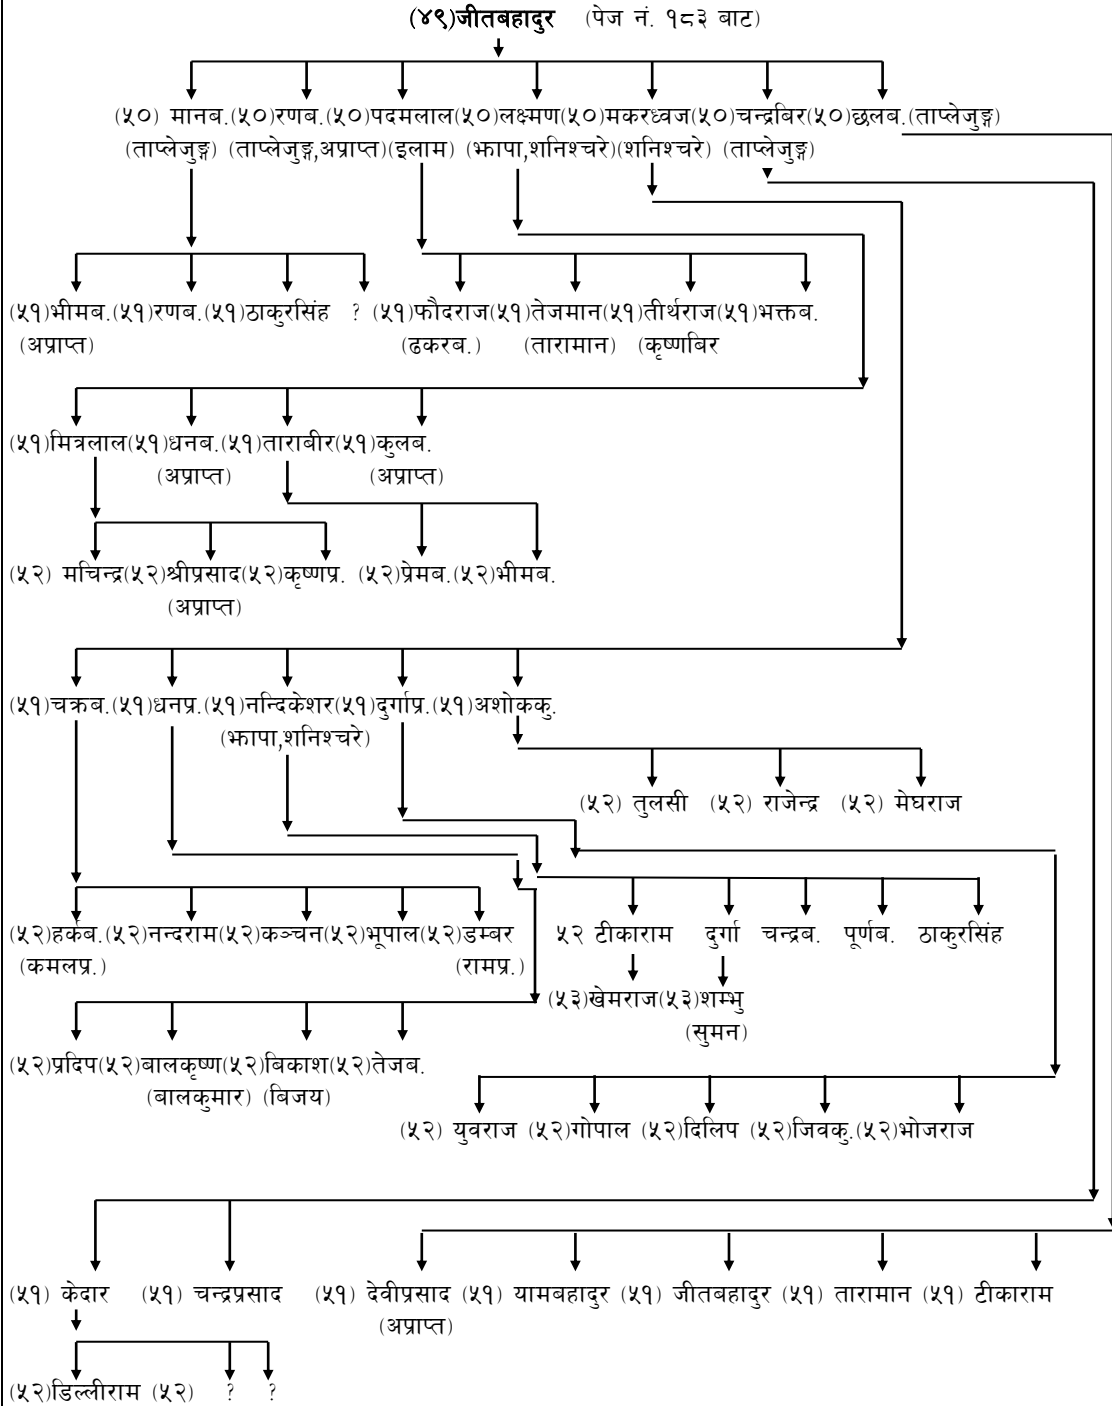 (४९)जीतबहादुर (पेज नं. १८३ बाट)
(५०) मानब.(५०)रणब.(५०)पदमलाल(५०)लक्ष्मण(५०)मकरध्वज(५०)चन्द्रबिर(५०)छलब.(ताप्लेजुङ्ग)
(ताप्लेजुङ्ग) (ताप्लेजुङ्ग,अप्राप्त)(इलाम) (झापा,शनिश्चरे)(शनिश्चरे) (ताप्लेजुङ्ग)
(५१)भीमब.(५१)रणब.(५१)ठाकुरसिंह ? (५१)फौदराज(५१)तेजमान(५१)तीर्थराज(५१)भक्तब.
(अप्राप्त) (ढकरब.) (तारामान) (कृष्णबिर
(५१)मित्रलाल(५१)धनब.(५१)ताराबीर(५१)कुलब.
(अप्राप्त) (अप्राप्त)
(५२) मचिन्द्र(५२)श्रीप्रसाद(५२)कृष्णप्र. (५२)प्रेमब.(५२)भीमब.
(अप्राप्त)
(५१)चक्रब.(५१)धनप्र.(५१)नन्दिकेशर(५१)दुर्गाप्र.(५१)अशोककु.
(झापा,शनिश्चरे)
(५२) तुलसी (५२) राजेन्द्र (५२) मेघराज
(५२)हर्कब.(५२)नन्दराम(५२)कञ्चन(५२)भूपाल(५२)डम्बर ५२ टीकाराम दुर्गा चन्द्रब. पूर्णब. ठाकुरसिंह
(कमलप्र.) (रामप्र.)
(५३)खेमराज(५३)शम्भु
(सुमन)
(५२)प्रदिप(५२)बालकृष्ण(५२)बिकाश(५२)तेजब.
(बालकुमार) (बिजय)
(५२) युवराज (५२)गोपाल (५२)दिलिप (५२)जिवकु.(५२)भोजराज
(५१) केदार (५१) चन्द्रप्रसाद (५१) देवीप्रसाद (५१) यामबहादुर (५१) जीतबहादुर (५१) तारामान (५१) टीकाराम
(अप्राप्त)
(५२)डिल्लीराम (५२) ? ?